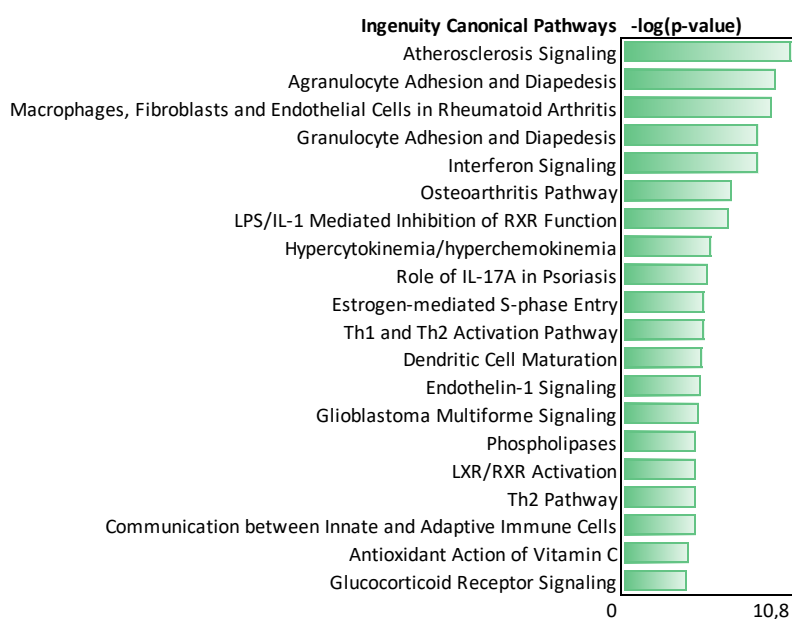 Ingenuity Canonical Pathways -log(p-value)
Atherosclerosis Signaling
Agranulocyte Adhesion and Diapedesis
Macrophages, Fibroblasts and Endothelial Cells in Rheumatoid Arthritis
Granulocyte Adhesion and Diapedesis
Interferon Signaling
Osteoarthritis Pathway
LPS/IL-1 Mediated Inhibition of RXR Function
Hypercytokinemia/hyperchemokinemia
Role of IL-17A in Psoriasis
Estrogen-mediated S-phase Entry
Th1 and Th2 Activation Pathway
Dendritic Cell Maturation
Endothelin-1 Signaling
Glioblastoma Multiforme Signaling
Phospholipases
LXR/RXR Activation
Th2 Pathway
Communication between Innate and Adaptive Immune Cells
Antioxidant Action of Vitamin C
Glucocorticoid Receptor Signaling
0 10,8